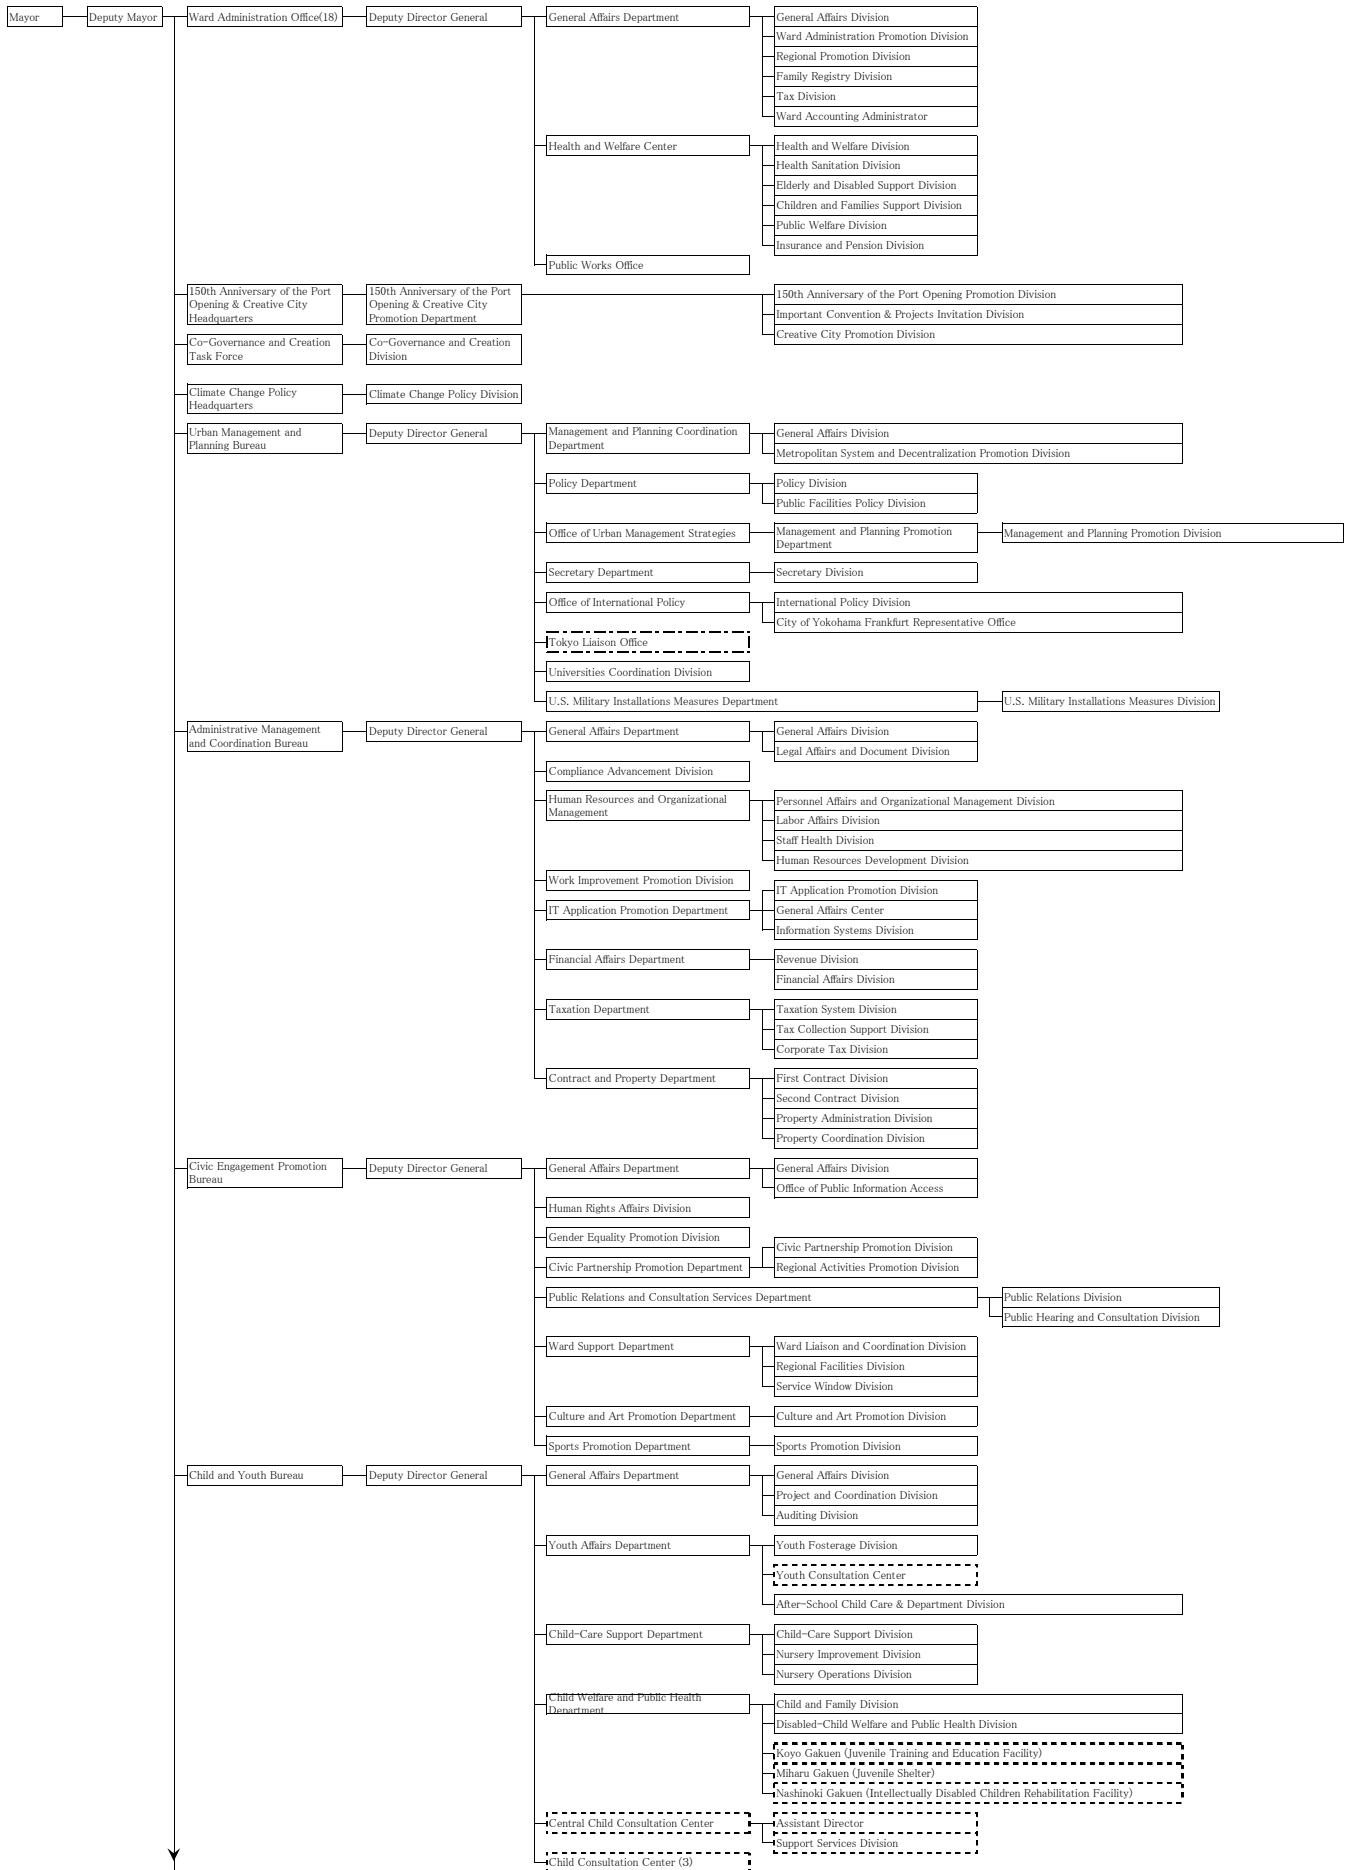 Mayor
Deputy Mayor
Ward Administration Office(18)
Deputy Director General
General Affairs Department
General Affairs Division
Ward Administration Promotion Division
Regional Promotion Division
Family Registry Division
Tax Division
Ward Accounting Administrator
Health and Welfare Center
Health and Welfare Division
Health Sanitation Division
Elderly and Disabled Support Division
Children and Families Support Division
Public Welfare Division
Insurance and Pension Division
Public Works Office
150th Anniversary of the Port
Opening & Creative City
Headquarters
150th Anniversary of the Port
Opening & Creative City
Promotion Department
150th Anniversary of the Port Opening Promotion Division
Important Convention & Projects Invitation Division
Creative City Promotion Division
Co-Governance and Creation
Task Force
Co-Governance and Creation
Division
Climate Change Policy
Headquarters
Climate Change Policy Division
Urban Management and
Planning Bureau
Deputy Director General
Management and Planning Coordination
Department
General Affairs Division
Metropolitan System and Decentralization Promotion Division
Policy Department
Policy Division
Public Facilities Policy Division
Office of Urban Management Strategies
Management and Planning Promotion
Department
Management and Planning Promotion Division
Secretary Department
Secretary Division
Office of International Policy
International Policy Division
City of Yokohama Frankfurt Representative Office
Tokyo Liaison Office
Universities Coordination Division
U.S. Military Installations Measures Department
U.S. Military Installations Measures Division
Administrative Management
and Coordination Bureau
Deputy Director General
General Affairs Department
General Affairs Division
Legal Affairs and Document Division
Compliance Advancement Division
Human Resources and Organizational
Management
Personnel Affairs and Organizational Management Division
Labor Affairs Division
Staff Health Division
Human Resources Development Division
Work Improvement Promotion Division
IT Application Promotion Department
IT Application Promotion Division
General Affairs Center
Information Systems Division
Financial Affairs Department
Revenue Division
Financial Affairs Division
Taxation Department
Taxation System Division
Tax Collection Support Division
Corporate Tax Division
Contract and Property Department
First Contract Division
Second Contract Division
Property Administration Division
Property Coordination Division
Civic Engagement Promotion
Bureau
Deputy Director General
General Affairs Department
General Affairs Division
Office of Public Information Access
Human Rights Affairs Division
Gender Equality Promotion Division
Civic Partnership Promotion Department
Civic Partnership Promotion Division
Regional Activities Promotion Division
Public Relations and Consultation Services Department
Public Relations Division
Public Hearing and Consultation Division
Ward Support Department
Ward Liaison and Coordination Division
Regional Facilities Division
Service Window Division
Culture and Art Promotion Department
Culture and Art Promotion Division
Sports Promotion Department
Sports Promotion Division
Child and Youth Bureau
Deputy Director General
General Affairs Department
General Affairs Division
Project and Coordination Division
Auditing Division
Youth Affairs Department
Youth Fosterage Division
Youth Consultation Center
After-School Child Care & Department Division
Child-Care Support Department
Child-Care Support Division
Nursery Improvement Division
Nursery Operations Division
Child Welfare and Public Health
Department
Child and Family Division
Disabled-Child Welfare and Public Health Division
Koyo Gakuen (Juvenile Training and Education Facility)
Miharu Gakuen (Juvenile Shelter)
Nashinoki Gakuen (Intellectually Disabled Children Rehabilitation Facility)
Central Child Consultation Center
Assistant Director
Support Services Division
Child Consultation Center (3)